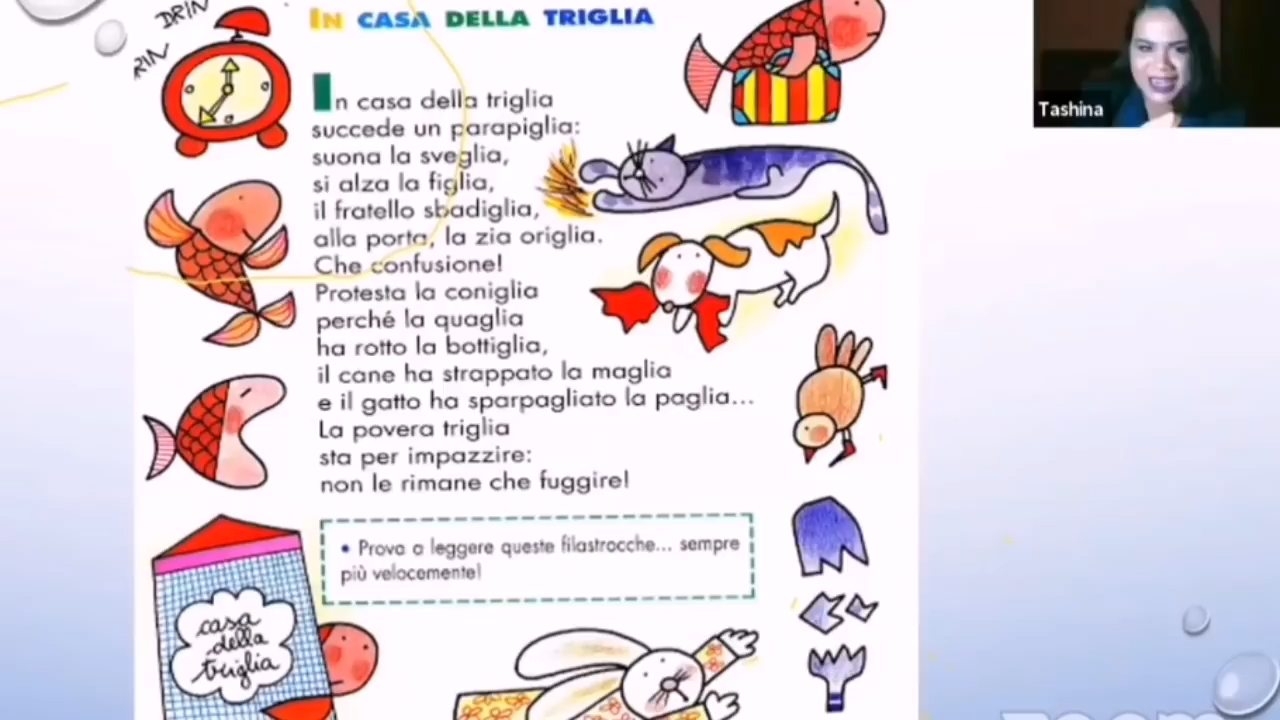 DRIN
RIN
IN CASA DELLA TRIGLIA
Tashina
In casa della triglia
succede un parapiglia:
suona la sveglia,
si alza la figlia,
il fratello sbadiglia,
alla porta, la zia origlia.
Che confusione!
Protesta la coniglia
perché la quaglia
ha rotto la bottiglia,
il cane ha strappato la maglia
e il gatto ha sparpagliato la paglia...
La povera triglia
sta per impazzire:
non le rimane che fuggire!
• Prova a leggere queste filastrocche... sempre
più velocemente!
casa
della
triglia